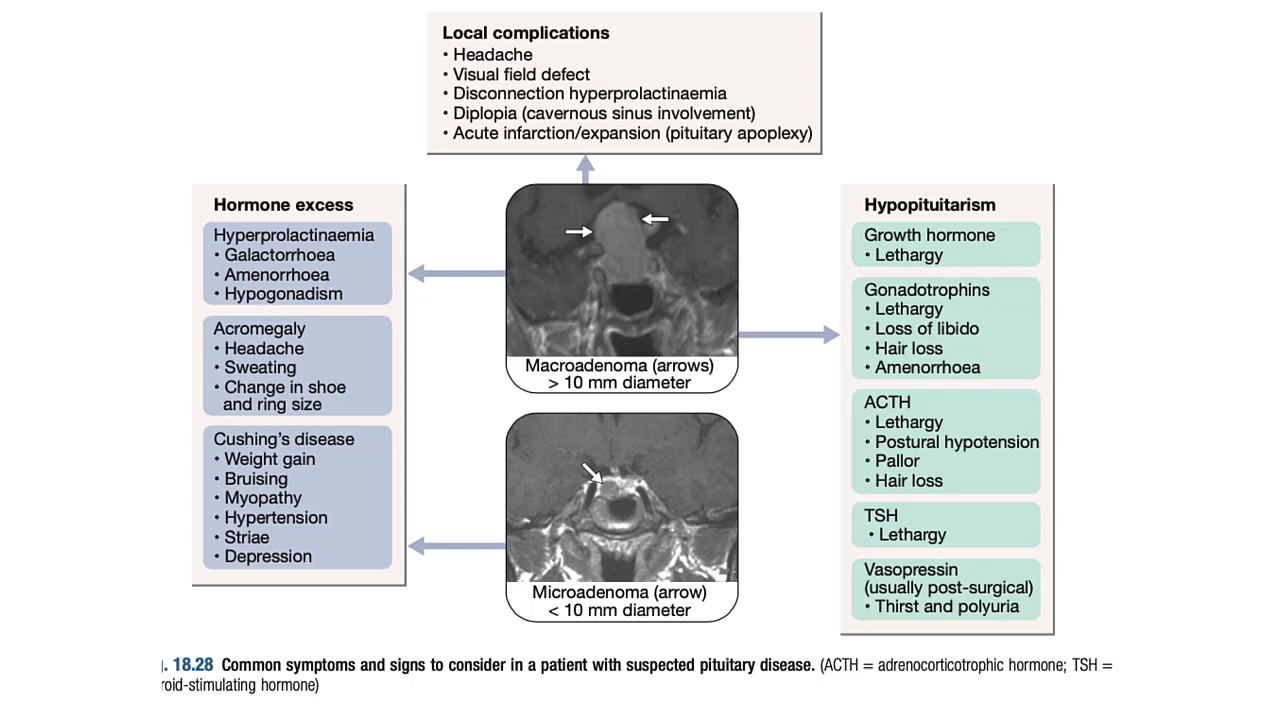 Local complications
• Headache
• Visual field defect
• Disconnection hyperprolactinaemia
• Diplopia (cavernous sinus involvement)
• Acute infarction/expansion (pituitary apoplexy)
Hormone excess
Hyperprolactinaemia
• Galactorrhoea
• Amenorrhoea
• Hypogonadism
Acromegaly
• Headache
• Sweating
• Change in shoe
and ring size
Cushing's disease
• Weight gain
• Bruising
• Myopathy
• Hypertension
• Striae
• Depression
Macroadenoma (arrows)
> 10 mm diameter
Microadenoma (arrow)
< 10 mm diameter
Hypopituitarism
Growth hormone
• Lethargy
Gonadotrophins
• Lethargy
• Loss of libido
• Hair loss
• Amenorrhoea
ACTH
• Lethargy
• Postural hypotension
• Pallor
• Hair loss
TSH
• Lethargy
Vasopressin
(usually post-surgical)
• Thirst and polyuria
. 18.28 Common symptoms and signs to consider in a patient with suspected pituitary disease. (ACTH = adrenocorticotrophic hormone; TSH =
roid-stimulating hormone)